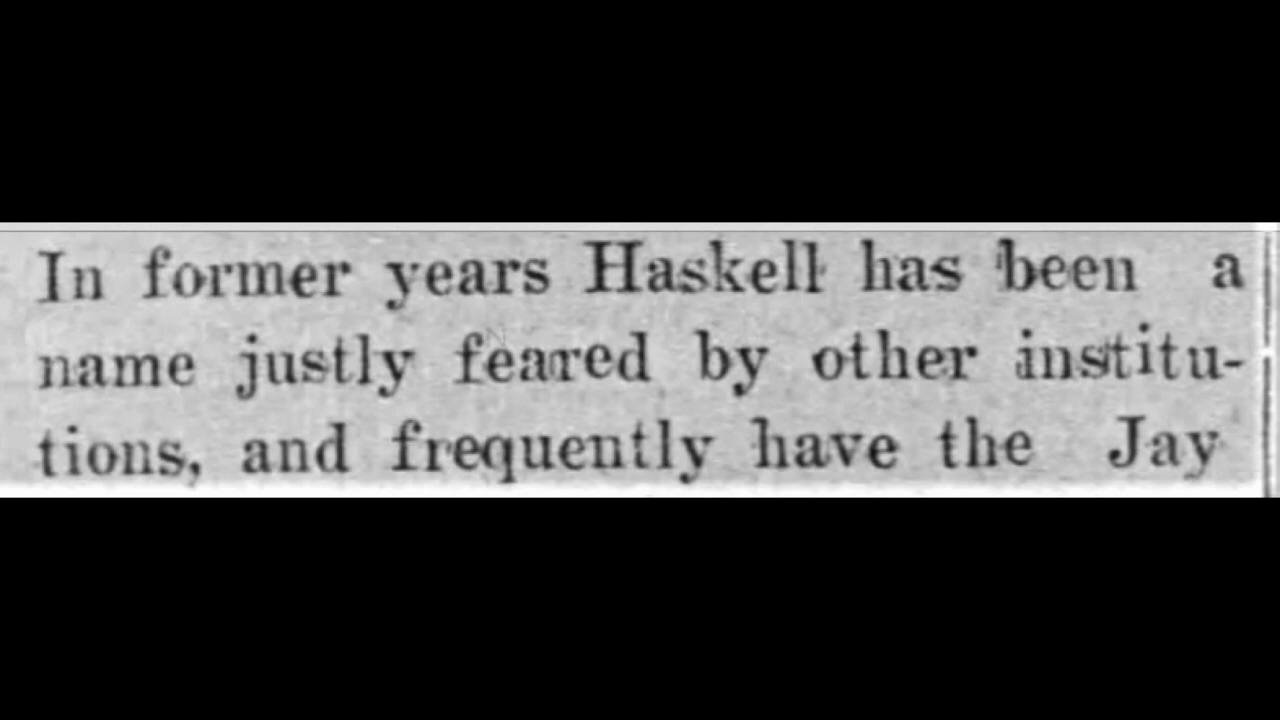 In former years Haskell has been a
name justly feared by other institu-
tions, and frequently have the Jay